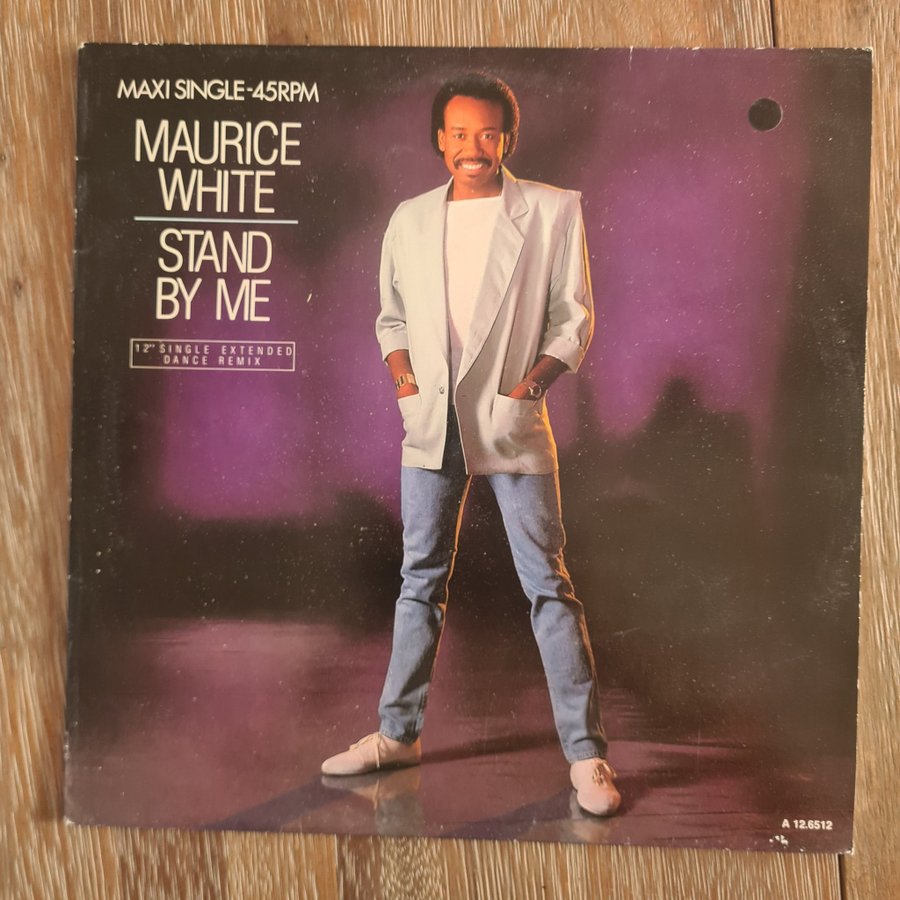 MAXI SINGLE-45RPM
MAURICE
WHITE
STAND
BY ME
12" SINGLE EXTENDED
DANCE REMIX
A 12.6512